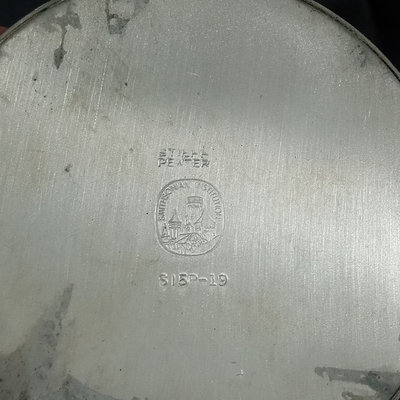 STIEFF
PEWTER
SMITHSONIAN INSTITUTION
S15P-19